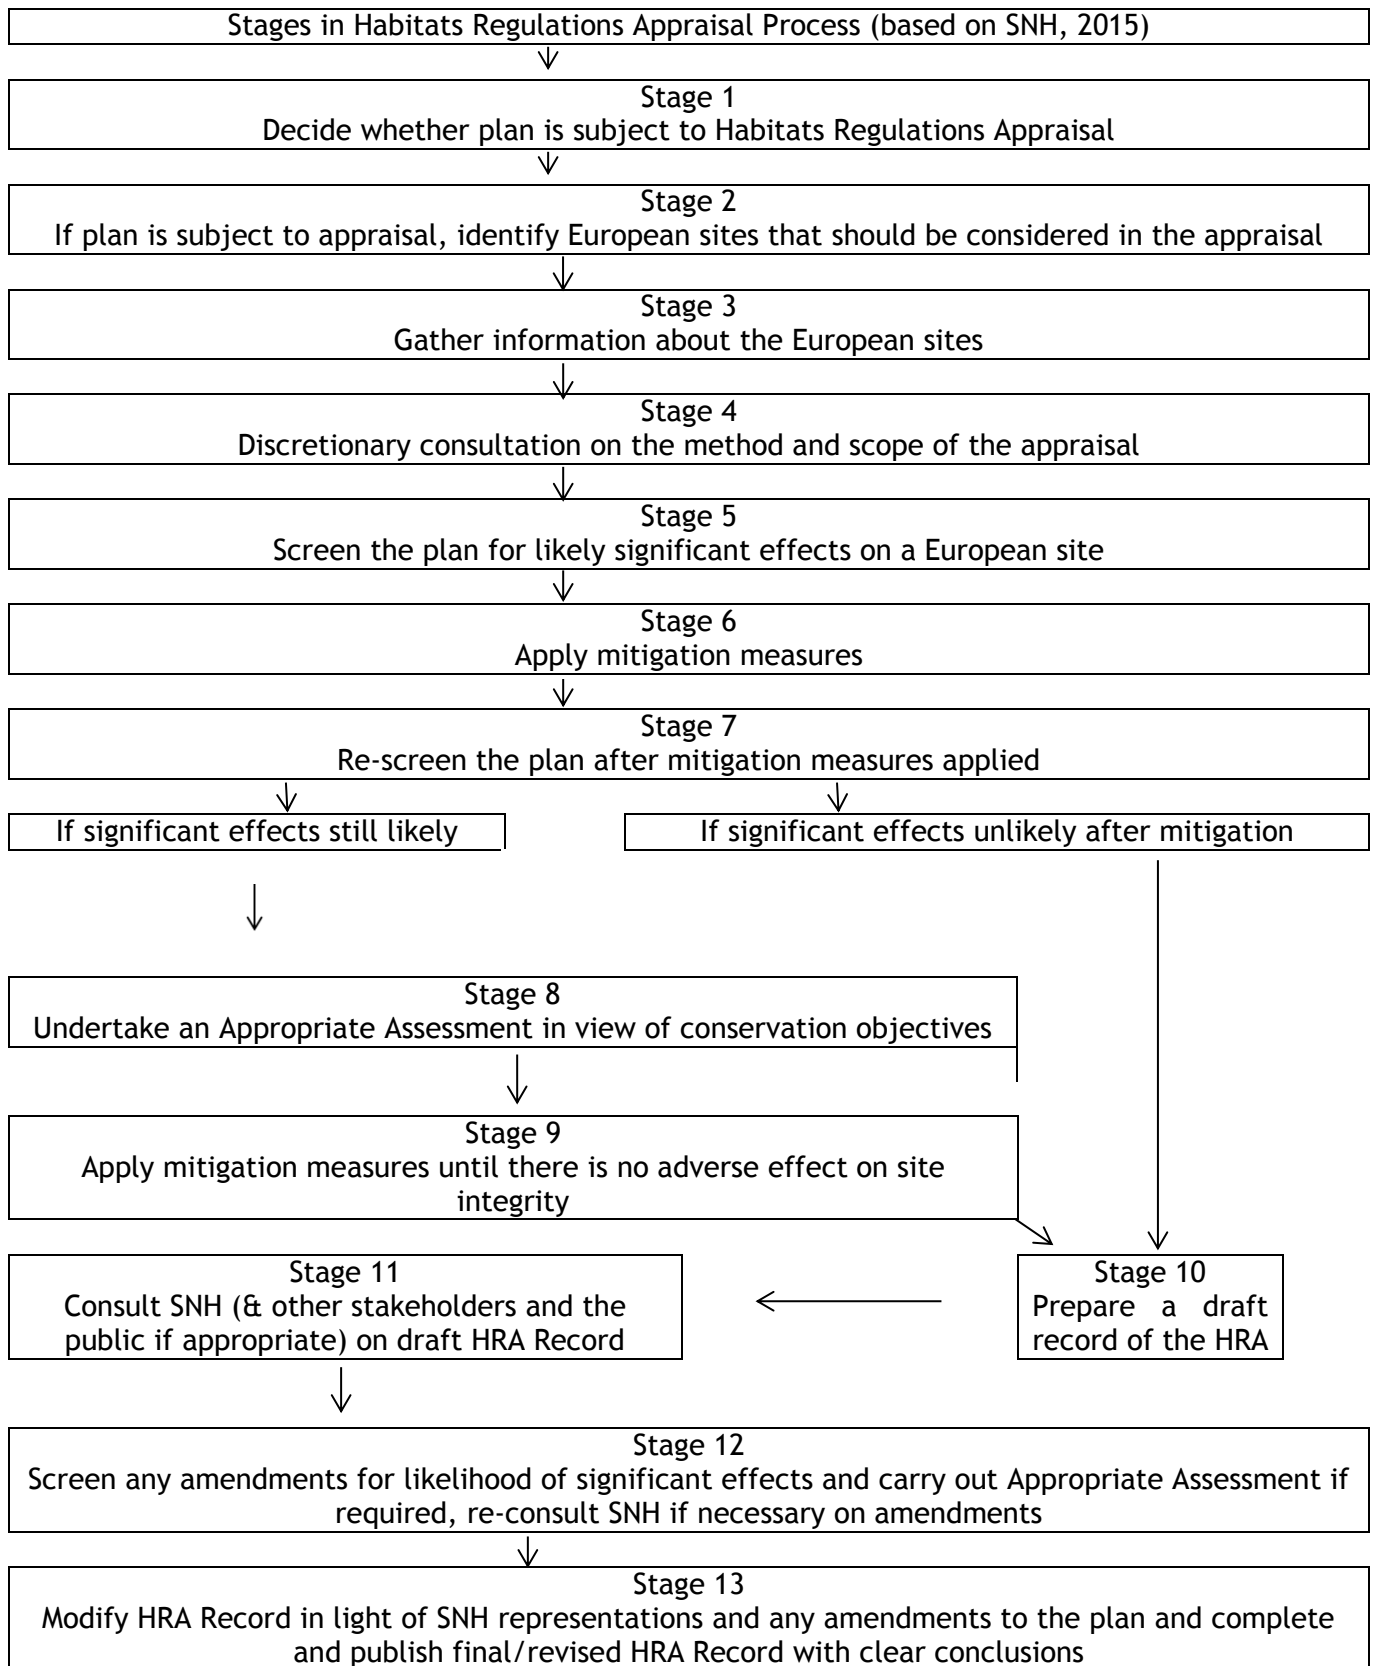 Stages in Habitats Regulations Appraisal Process (based on SNH, 2015)
Stage 1
Decide whether plan is subject to Habitats Regulations Appraisal
Stage 2
If plan is subject to appraisal, identify European sites that should be considered in the appraisal
Stage 3
Gather information about the European sites
Stage 4
Discretionary consultation on the method and scope of the appraisal
Stage 5
Screen the plan for likely significant effects on a European site
Stage 6
Apply mitigation measures
Stage 7
Re-screen the plan after mitigation measures applied
If significant effects still likely
If significant effects unlikely after mitigation
Stage 8
Undertake an Appropriate Assessment in view of conservation objectives
Stage 9
Apply mitigation measures until there is no adverse effect on site
integrity
Stage 10
Prepare a draft
record of the HRA
Stage 11
Consult SNH (& other stakeholders and the
public if appropriate) on draft HRA Record
Stage 12
Screen any amendments for likelihood of significant effects and carry out Appropriate Assessment if
required, re-consult SNH if necessary on amendments
Stage 13
Modify HRA Record in light of SNH representations and any amendments to the plan and complete
and publish final/revised HRA Record with clear conclusions